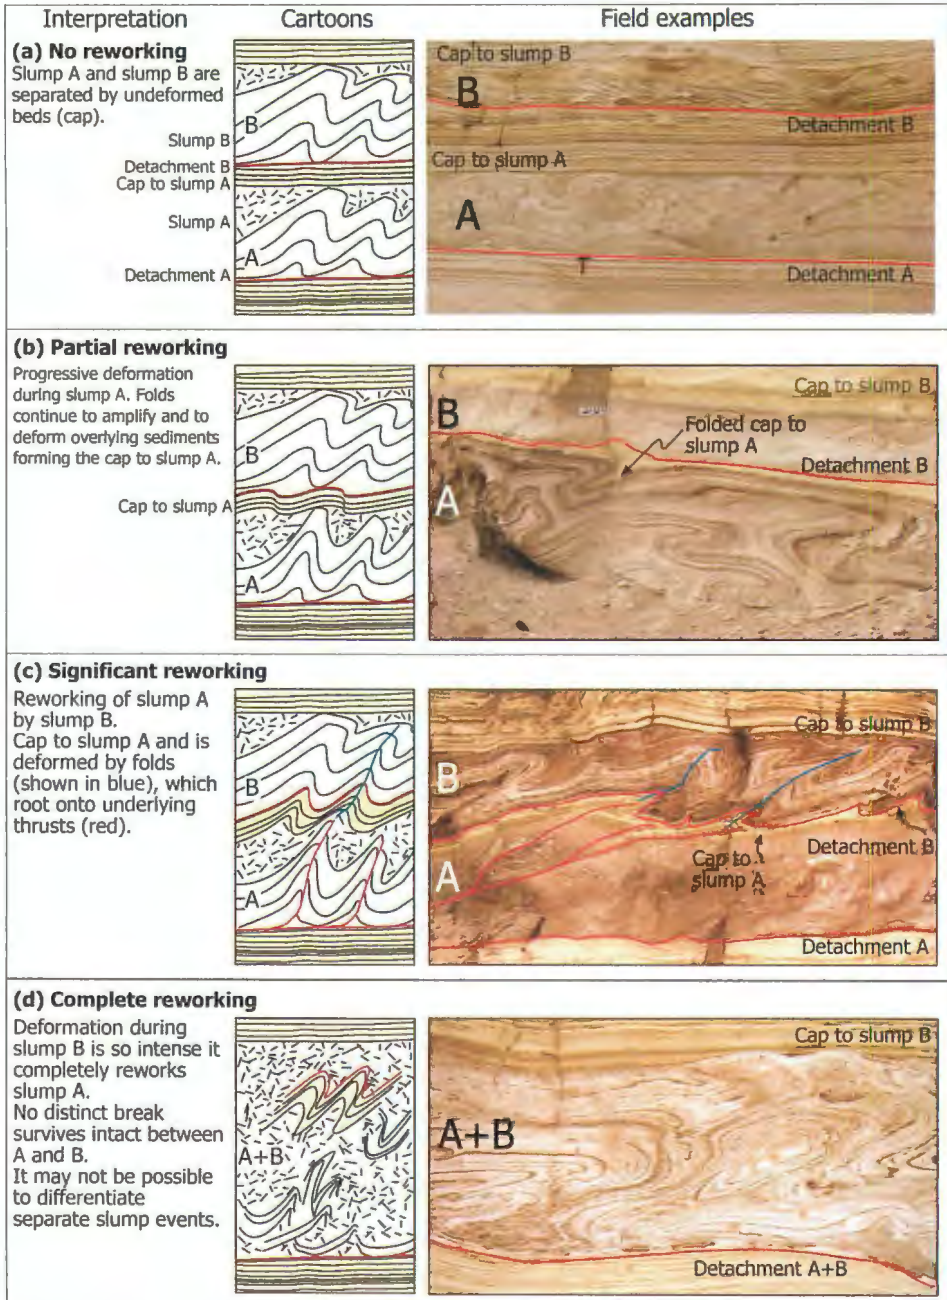 Interpretation Cartoons Field examples
(a) No reworking
Slump A and slump B are
separated by undeformed
beds (cap).
Slump B
Detachment B
Cap to slump A
Slump A
Detachment A
B
A
Cap to slump B
B
Detachment B
Cap to slump A
A
T
Detachment A
(b) Partial reworking
Progressive deformation
during slump A. Folds
continue to amplify and to
deform overlying sediments
forming the cap to slump A.
Cap to slump A
B
A
Cap to slump B
B
Folded cap to
slump A
Detachment B
A
(c) Significant reworking
Reworking of slump A
by slump B.
Cap to slump A and is
deformed by folds
(shown in blue), which
root onto underlying
thrusts (red).
B
A
Cap to slump B
B
Detachment B
Cap to
slump A
A
Detachment A
(d) Complete reworking
Deformation during
slump B is so intense it
completely reworks
slump A.
No distinct break
survives intact between
A and B.
It may not be possible
to differentiate
separate slump events.
A+B
Cap to slump B
A+B
Detachment A+B